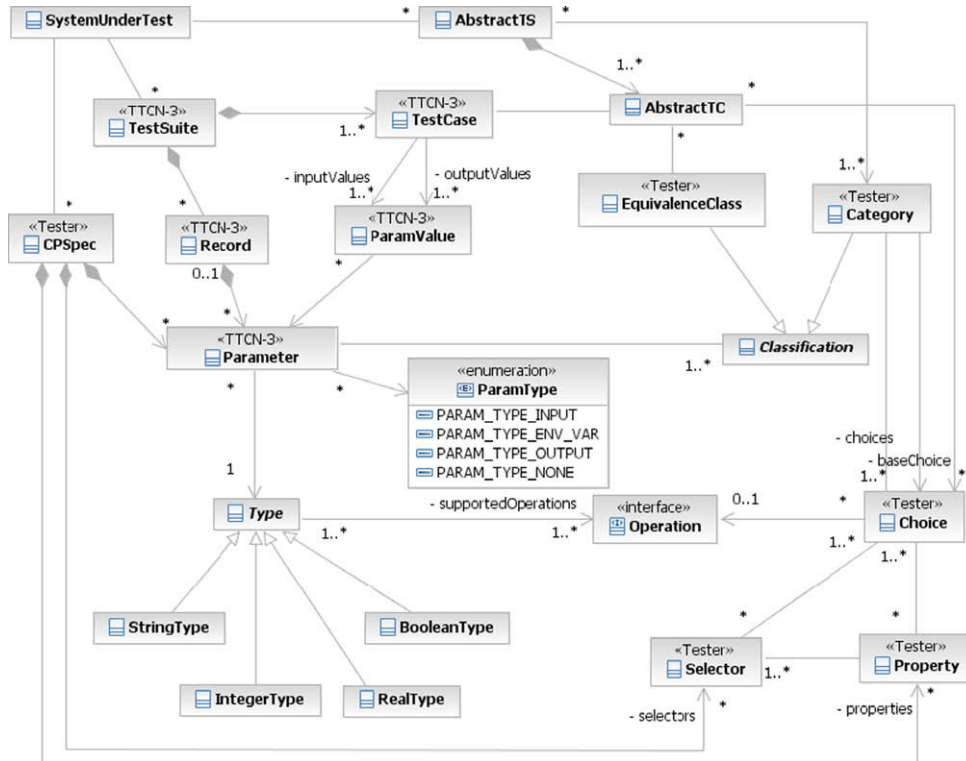 SystemUnderTest
*
AbstractTS
*
1..*
*
«TTCN-3»
TestSuite
1..*
«TTCN-3»
TestCase
AbstractTC
*
*
- inputValues
- outputValues
1..*
1..*
«Tester»
EquivalenceClass
1..*
«Tester»
Category
*
«Tester»
CPSpec
*
«TTCN-3»
Record
«TTCN-3»
ParamValue
0..1
*
*
*
«TTCN-3»
Parameter
Classification
1..*
*
*
«enumeration»
ParamType
PARAM_TYPE_INPUT
PARAM_TYPE_ENV_VAR
PARAM_TYPE_OUTPUT
PARAM_TYPE_NONE
- choices
- baseChoice
1
1..*
*
Type
- supportedOperations
1..*
1..*
«interface»
Operation
0..1
*
«Tester»
Choice
1..*
1..*
StringType
BooleanType
*
*
«Tester»
Selector
1..*
«Tester»
Property
IntegerType
RealType
- selectors
*
- properties
*